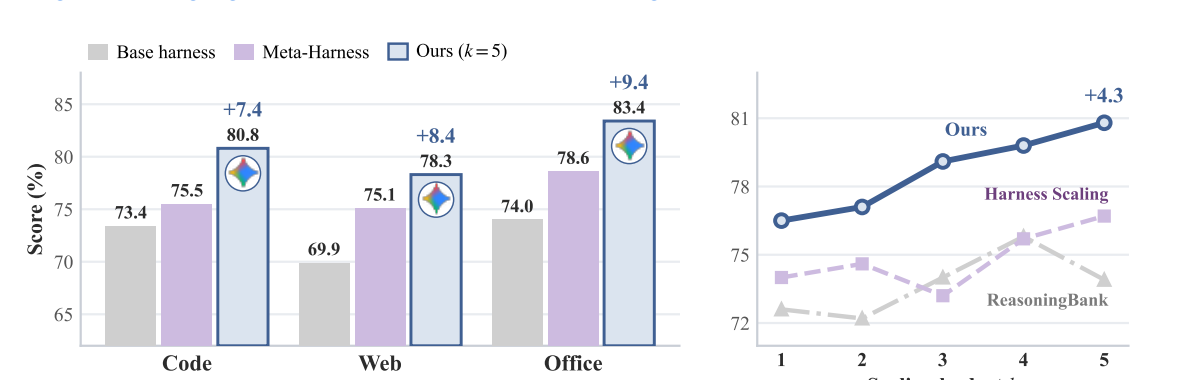 Base harness
Meta-Harness
Ours (k=5)
Score (%)
85
80
75
70
65
73.4
75.5
+7.4
80.8
69.9
75.1
+8.4
78.3
74.0
78.6
+9.4
83.4
Code
Web
Office
81
78
75
72
Ours
+4.3
Harness Scaling
ReasoningBank
1
2
3
4
5